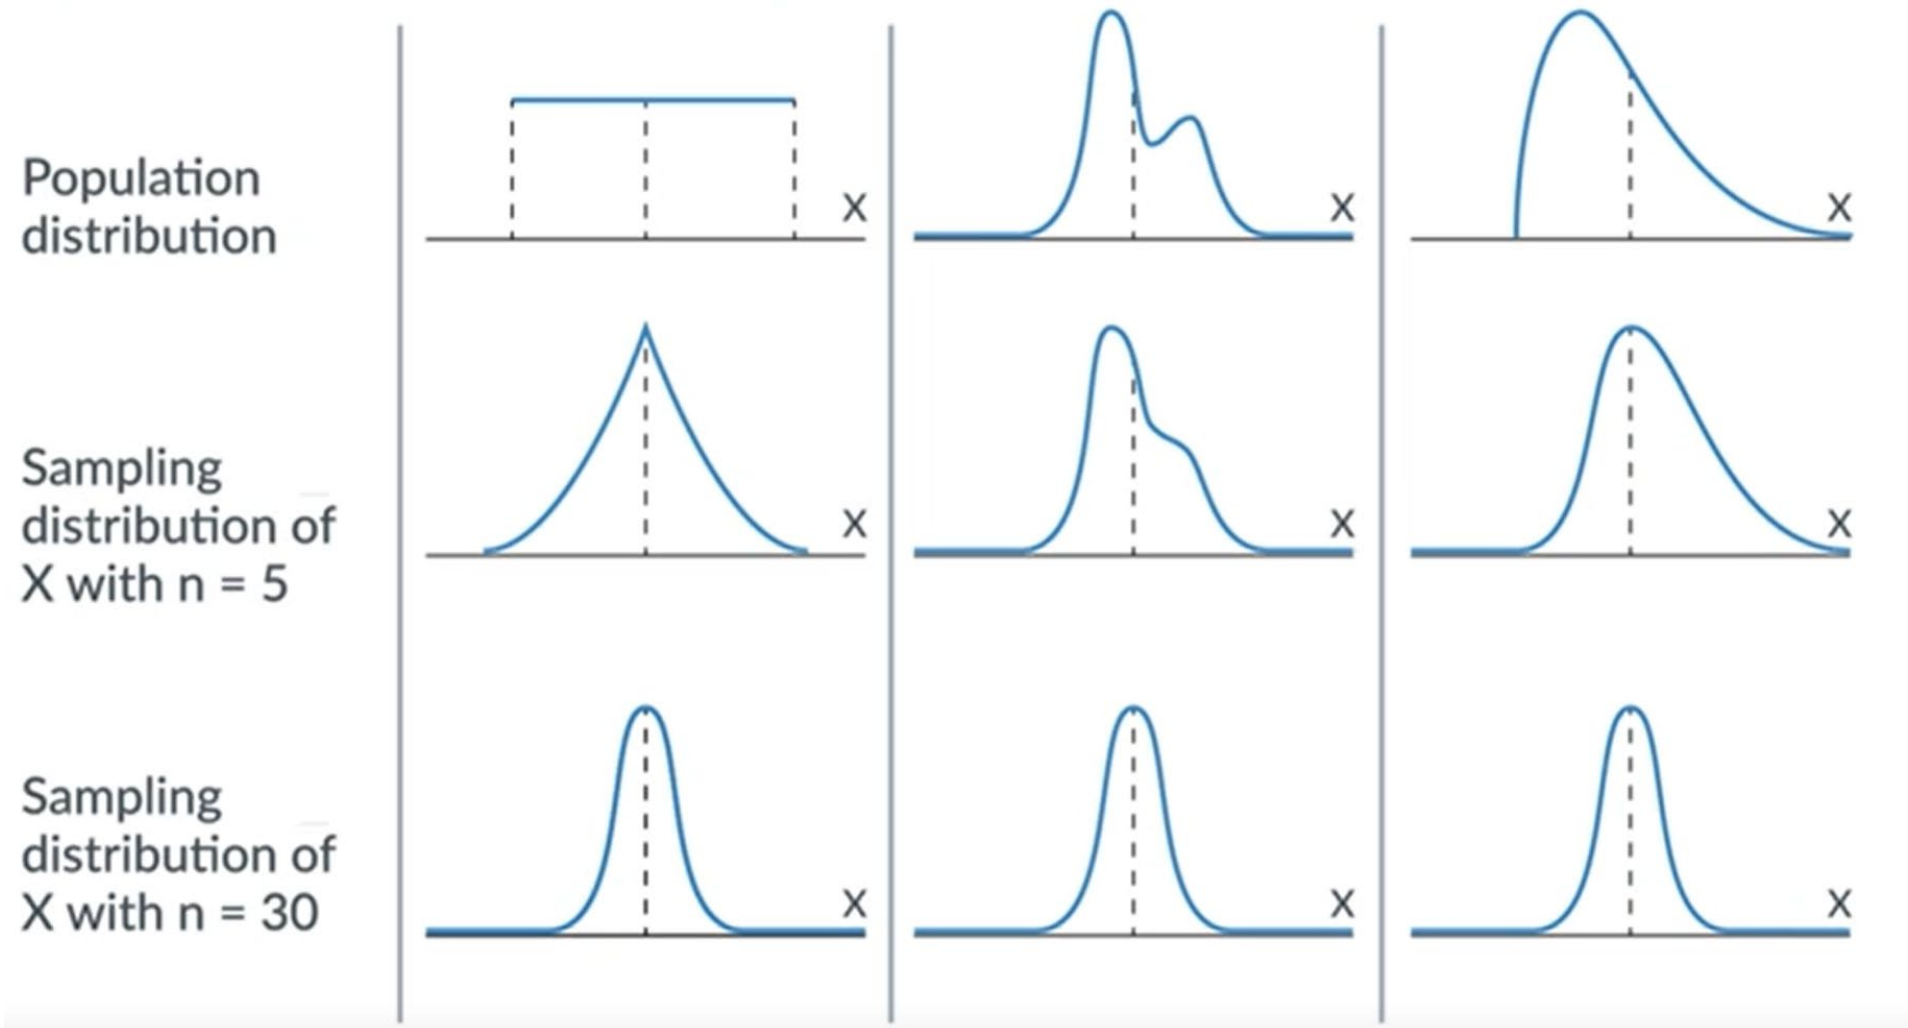 Population
distribution
X
X
X
Sampling
distribution of
X with n = 5
X
X
X
Sampling
distribution of
X with n = 30
X
X
X